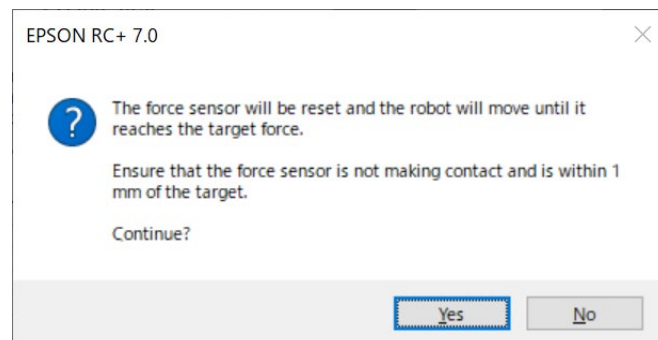 EPSON RC+ 7.0
The force sensor will be reset and the robot will move until it
reaches the target force.
Ensure that the force sensor is not making contact and is within 1
mm of the target.
Continue?
Yes
No